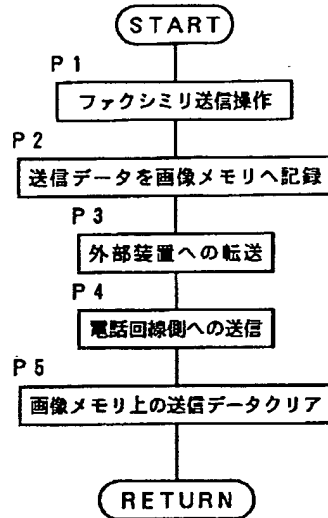 START
P1
ファクシミリ送信操作
P2
送信データを画像メモリへ記録
P3
外部装置への転送
P4
電話回線側への送信
P5
画像メモリ上の送信データクリア
RETURN